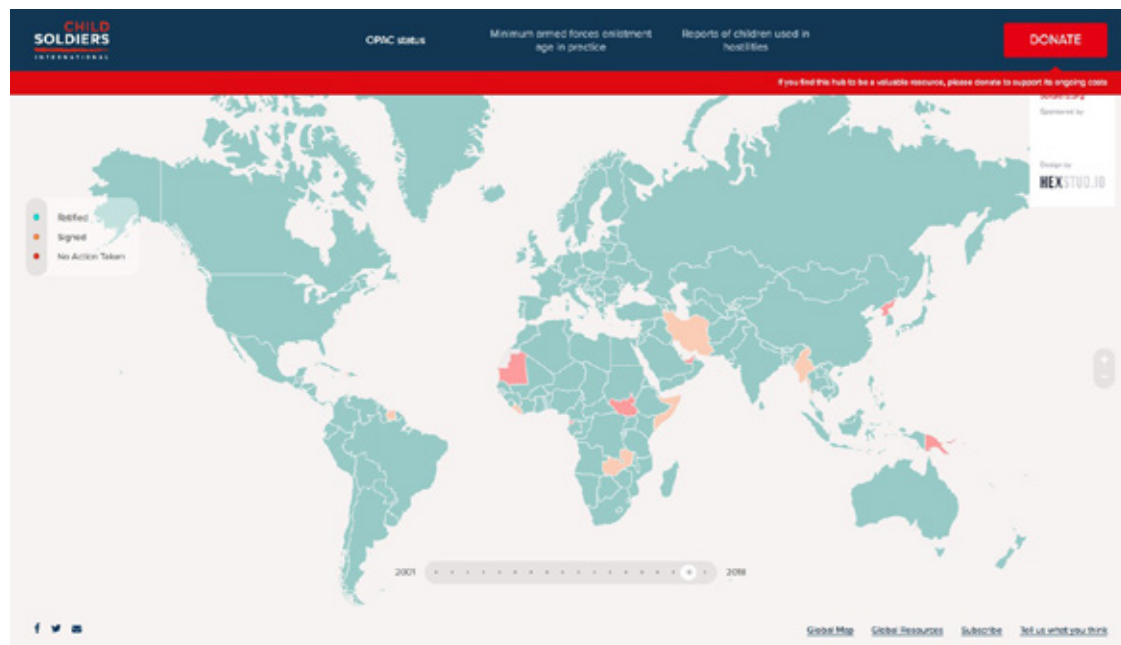 CHILD
SOLDIERS
INTERNATIONAL
OPAC status
Minimum armed forces enlistment
age in practice
Reports of children used in
hostilities
DONATE
If you find this hub to be a valuable resource, please donate to support its ongoing costs
Sponsored by
Design by
HEXSTUD.IO
Ratified
Signed
No Action Taken
2001
2018
Global Map
Global Resources
Subscribe
Tell us what you think